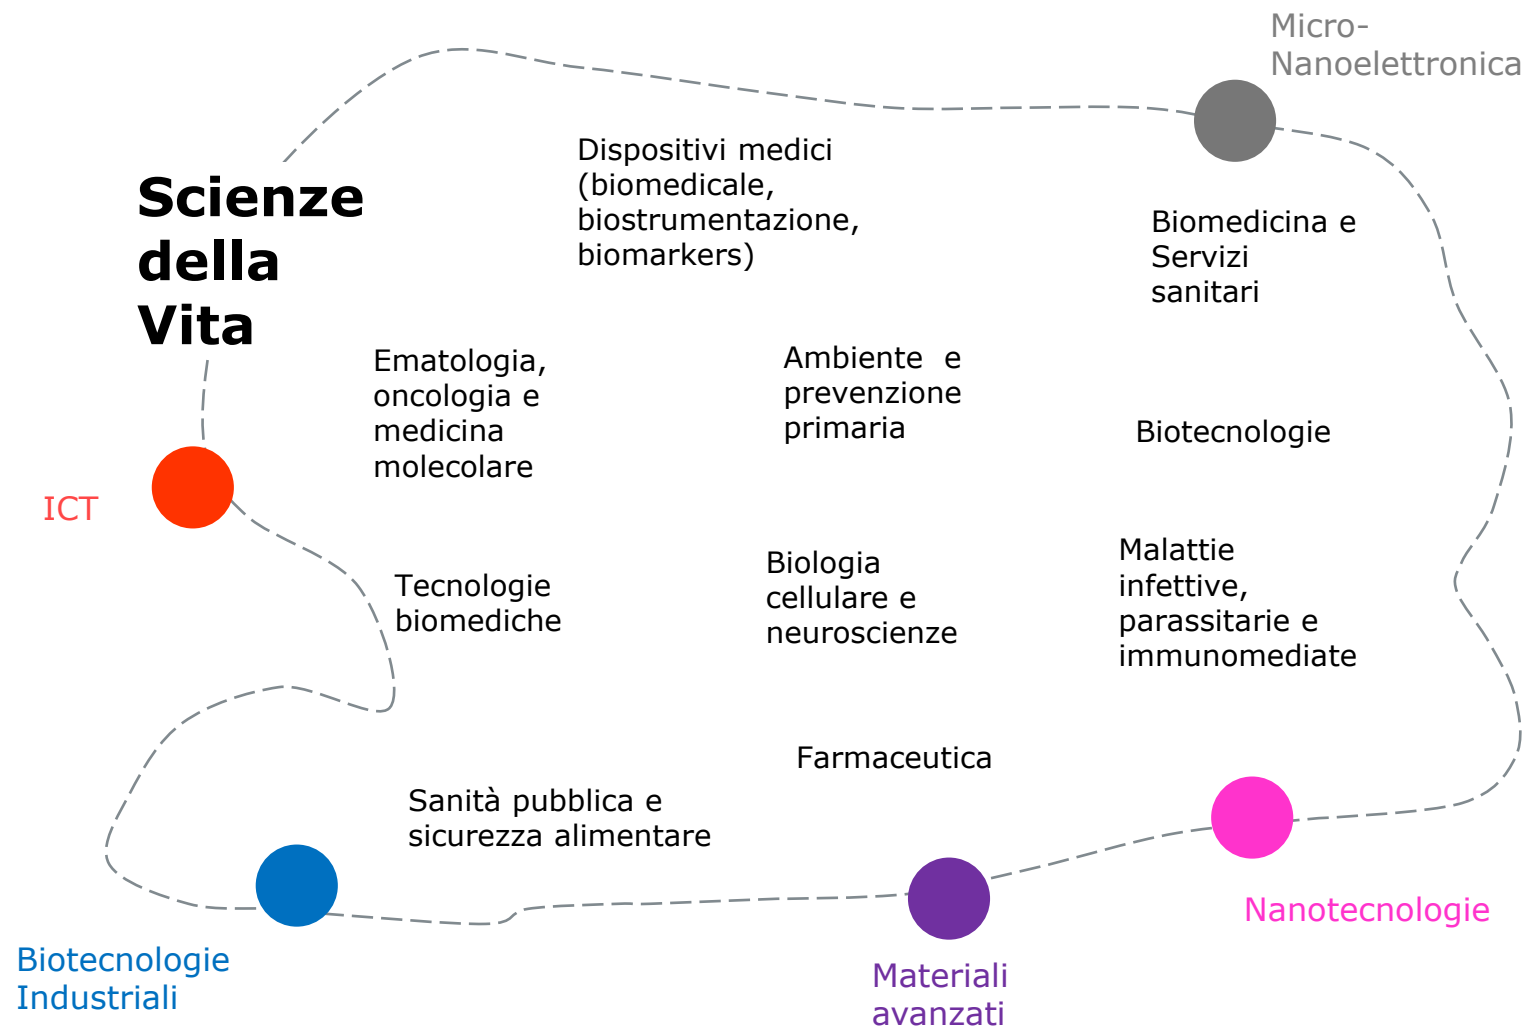 Micro-
Nanoelettronica
Dispositivi medici
(biomedicale,
biostrumentazione,
biomarkers)
Scienze
della
Vita
Biomedicina e
Servizi
sanitari
Ematologia,
oncologia e
medicina
molecolare
Ambiente e
prevenzione
primaria
Biotecnologie
ICT
Tecnologie
biomediche
Biologia
cellulare e
neuroscienze
Malattie
infettive,
parassitarie e
immunomediate
Farmaceutica
Sanità pubblica e
sicurezza alimentare
Nanotecnologie
Biotecnologie
Industriali
Materiali
avanzati